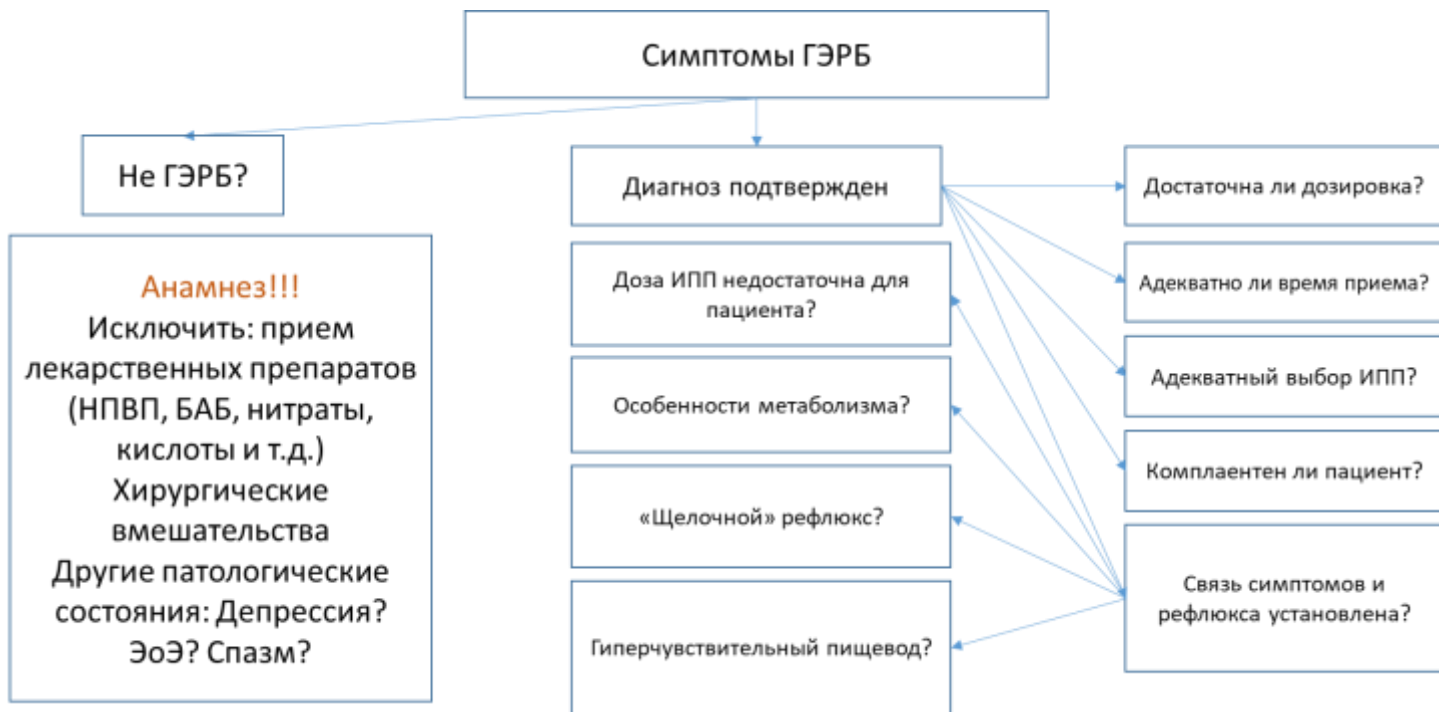 Симптомы ГЭРБ
Не ГЭРБ?
Анамнез!!!
Исключить: прием
лекарственных препаратов
(НПВП, БАБ, нитраты,
кислоты и т.д.)
Хирургические
вмешательства
Другие патологические
состояния: Депрессия?
ЭоЭ? Спазм?
Диагноз подтвержден
Доза ИПП недостаточна для
пациента?
Особенности метаболизма?
«Щелочной» рефлюкс?
Гиперчувствительный пищевод?
Достаточна ли дозировка?
Адекватно ли время приема?
Адекватный выбор ИПП?
Комплаентен ли пациент?
Связь симптомов и
рефлюкса установлена?